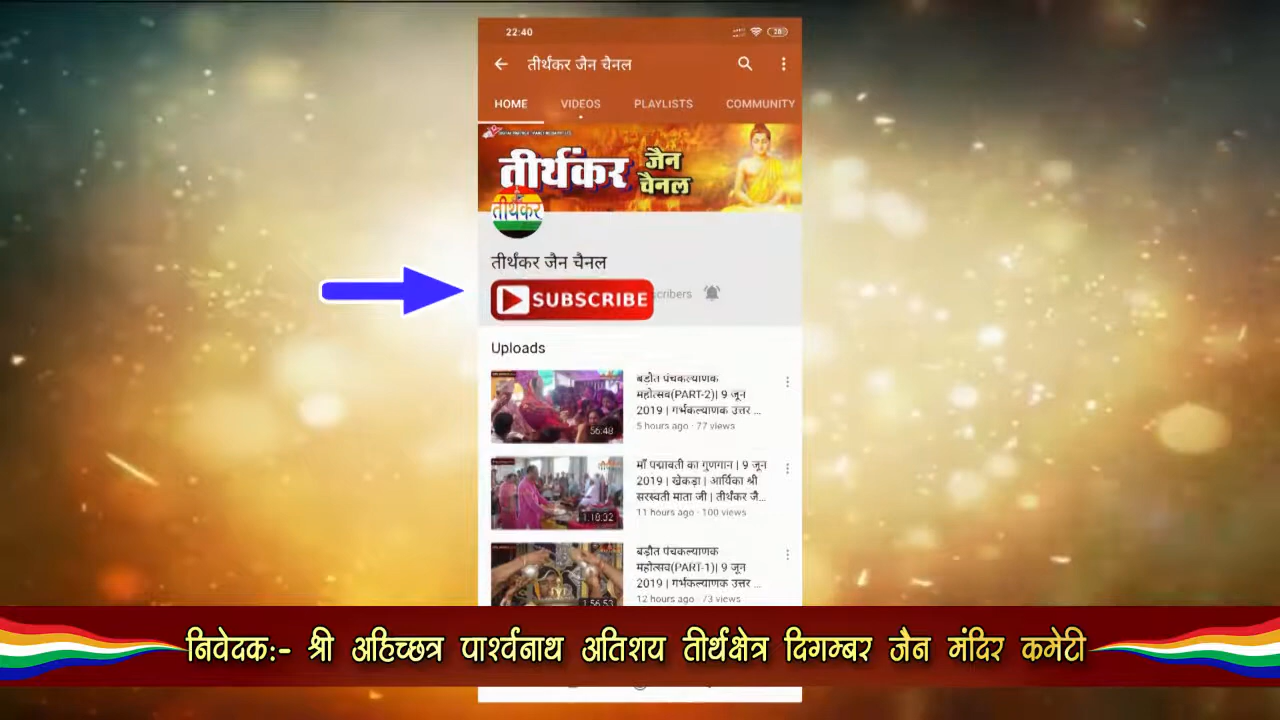 22:40
28
तीर्थंकर जैन चैनल
HOME VIDEOS PLAYLISTS COMMUNITY
तीर्थंकर जैन चैनल
तीर्थंकर
तीर्थंकर जैन चैनल
SUBSCRIBE scribers
Uploads
बड़ौत पंचकल्याणक
महोत्सव(PART-2)| 9 जून
2019 | गर्भकल्याणक उत्तर ...
5 hours ago · 77 views
56:48
माँ पद्मावती का गुणगान | 9 जून
2019 | खेकड़ा | आर्यिका श्री
सरस्वती माता जी | तीर्थंकर जै...
11 hours ago · 100 views
1:18:32
बड़ौत पंचकल्याणक
महोत्सव(PART-1)| 9 जून
2019 | गर्भकल्याणक उत्तर ...
12 hours ago · 73 views
1:56:53
निवेदक:- श्री अहिच्छत्र पार्श्वनाथ अतिशय तीर्थक्षेत्र दिगम्बर जैन मंदिर कमेटी